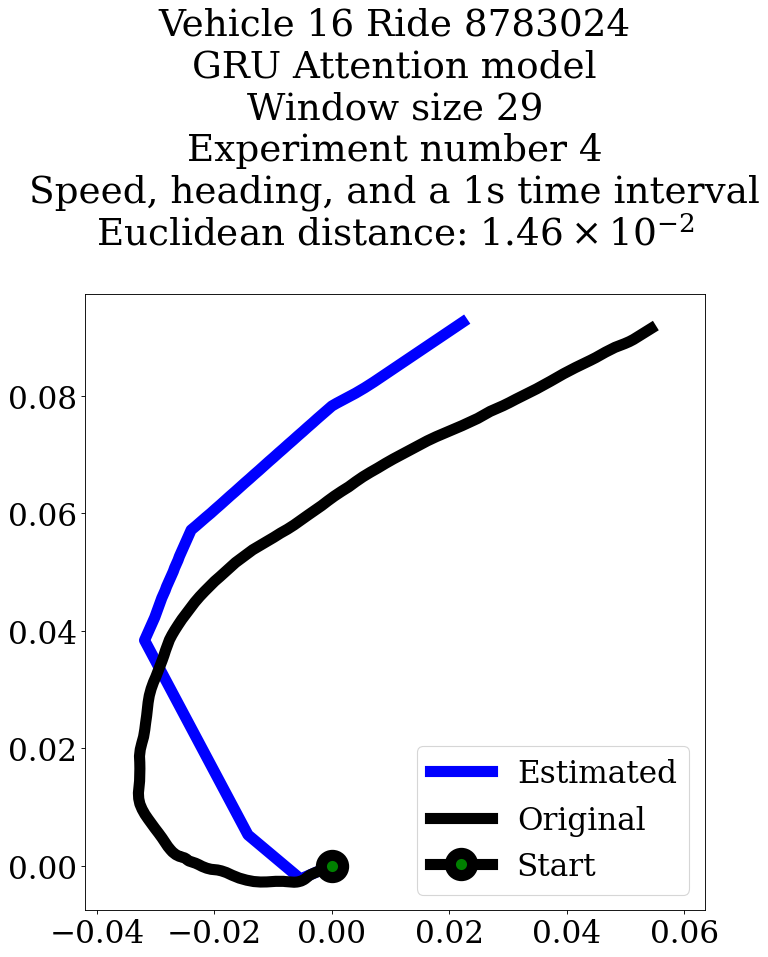 Vehicle 16 Ride 8783024
GRU Attention model
Window size 29
Experiment number 4
Speed, heading, and a 1s time interval
Euclidean distance: 1.46 × 10⁻²
0.08
0.06
0.04
0.02
0.00
Estimated
Original
Start
−0.04 −0.02 0.00 0.02 0.04 0.06